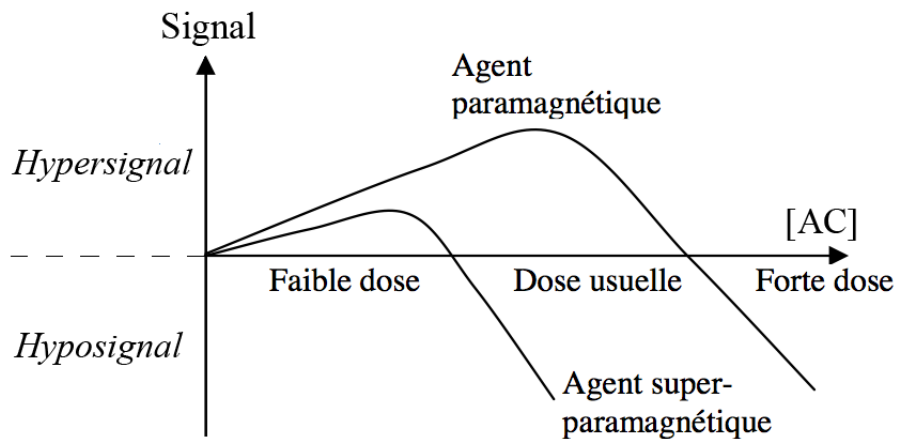 Signal
Agent
paramagnétique
Hypersignal
[AC]
Faible dose
Dose usuelle
Forte dose
Hyposignal
Agent super-
paramagnétique